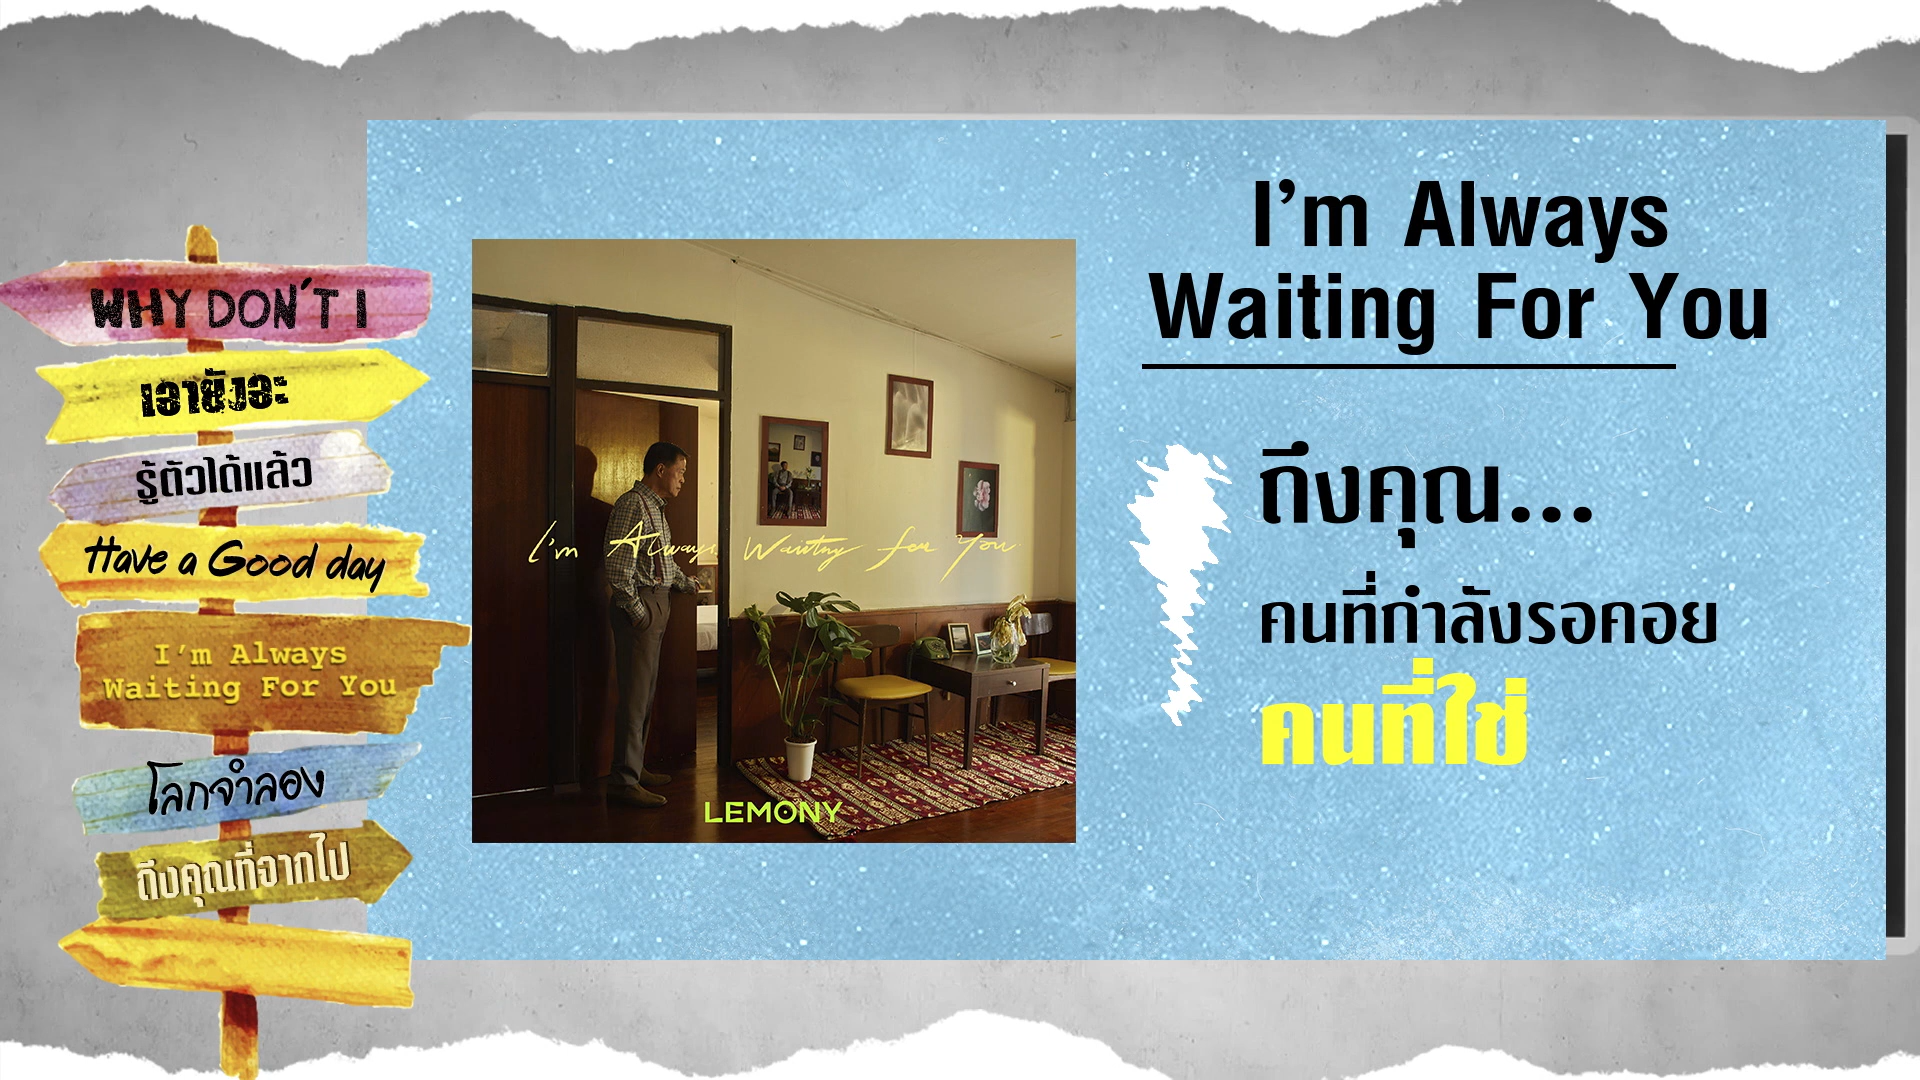 WHY DON'T I
เอายังอะ
รู้ตัวได้แล้ว
Have a Good day
I'm Always
Waiting For You
โลกจำลอง
ถึงคุณที่จากไป
I'm Always Waiting for You
LEMONY
I’m Always
Waiting For You
ถึงคุณ...
คนที่กำลังรอคอย
คนที่ใช่